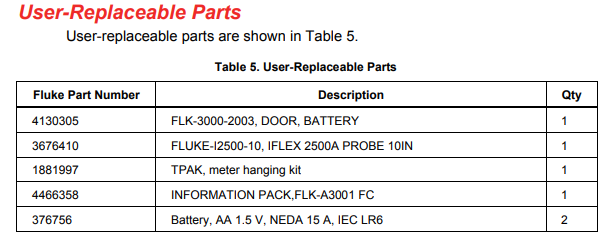 User-Replaceable Parts
User-replaceable parts are shown in Table 5.
Table 5. User-Replaceable Parts
Fluke Part Number Description Qty
4130305 FLK-3000-2003, DOOR, BATTERY 1
3676410 FLUKE-I2500-10, IFLEX 2500A PROBE 10IN 1
1881997 TPAK, meter hanging kit 1
4466358 INFORMATION PACK,FLK-A3001 FC 1
376756 Battery, AA 1.5 V, NEDA 15 A, IEC LR6 2